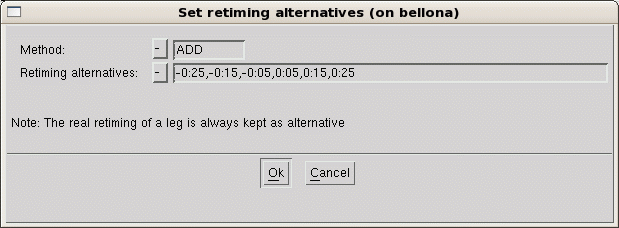 Set retiming alternatives (on bellona)
Method: - ADD
Retiming alternatives: - -0:25,-0:15,-0:05,0:05,0:15,0:25
Note: The real retiming of a leg is always kept as alternative
Ok Cancel